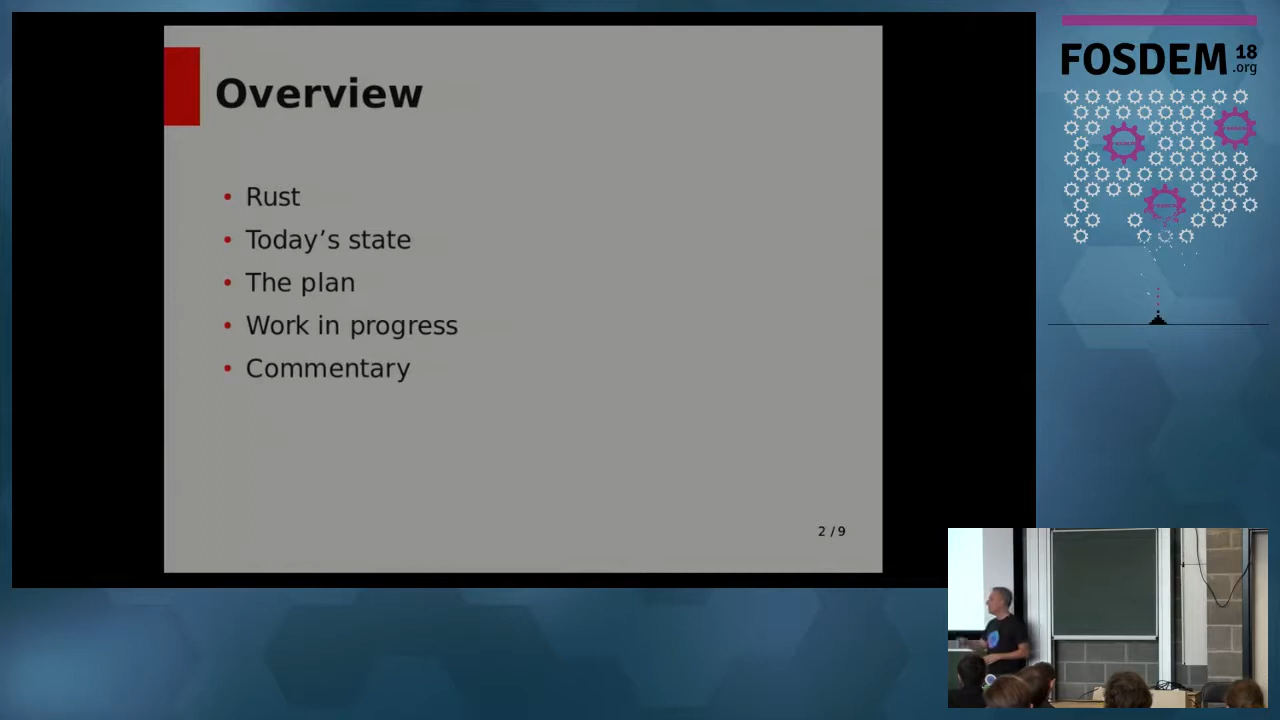 Overview
• Rust
• Today’s state
• The plan
• Work in progress
• Commentary
2 / 9
FOSDEM 18
.org